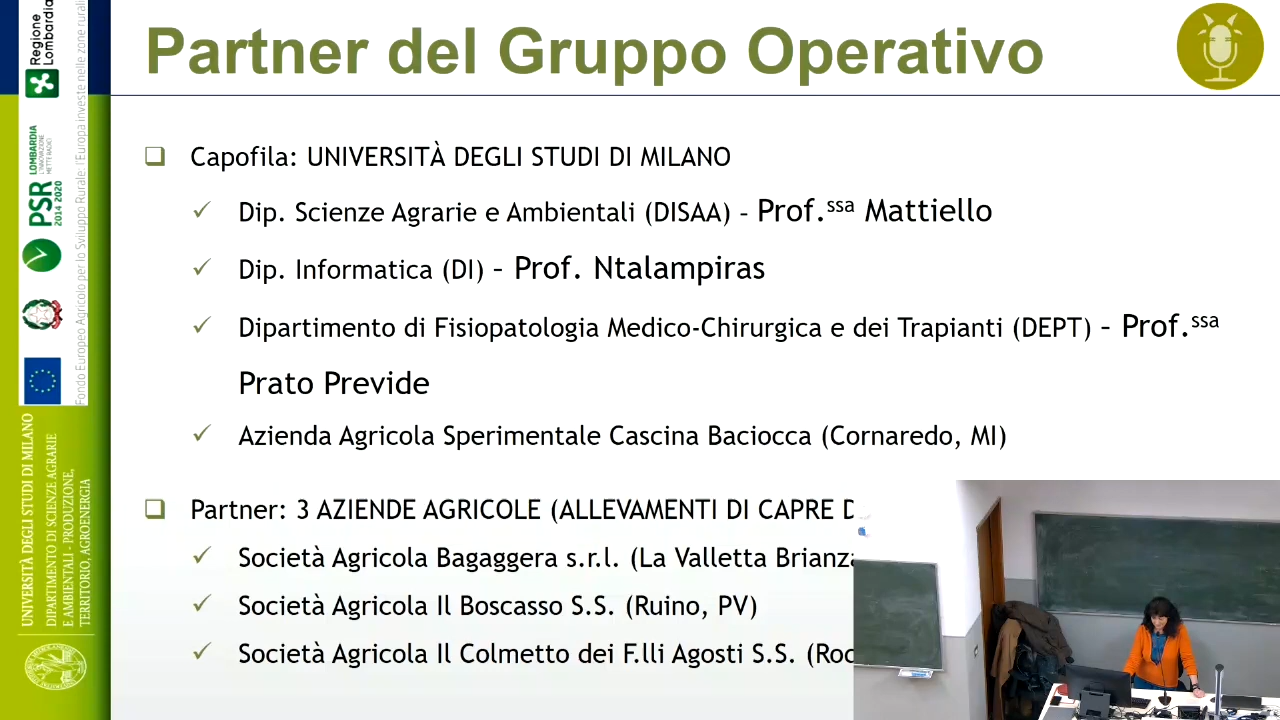 Partner del Gruppo Operativo
Capofila: UNIVERSITÀ DEGLI STUDI DI MILANO
Dip. Scienze Agrarie e Ambientali (DISAA) – Prof.ssa Mattiello
Dip. Informatica (DI) – Prof. Ntalampiras
Dipartimento di Fisiopatologia Medico-Chirurgica e dei Trapianti (DEPT) – Prof.ssa
Prato Previde
Azienda Agricola Sperimentale Cascina Baciocca (Cornaredo, MI)
Partner: 3 AZIENDE AGRICOLE (ALLEVAMENTI DI CAPRE D
Società Agricola Bagaggera s.r.l. (La Valletta Brianza
Società Agricola Il Boscasso S.S. (Ruino, PV)
Società Agricola Il Colmetto dei F.lli Agosti S.S. (Roc
Regione
Lombardia
PSR
2014 2020
LOMBARDIA
L'INNOVAZIONE
METTE RADICI
Fondo Europeo Agricolo per lo Sviluppo Rurale: l'Europa investe nelle zone rurali
UNIVERSITÀ DEGLI STUDI DI MILANO
DIPARTIMENTO DI SCIENZE AGRARIE
E AMBIENTALI - PRODUZIONE,
TERRITORIO, AGROENERGIA